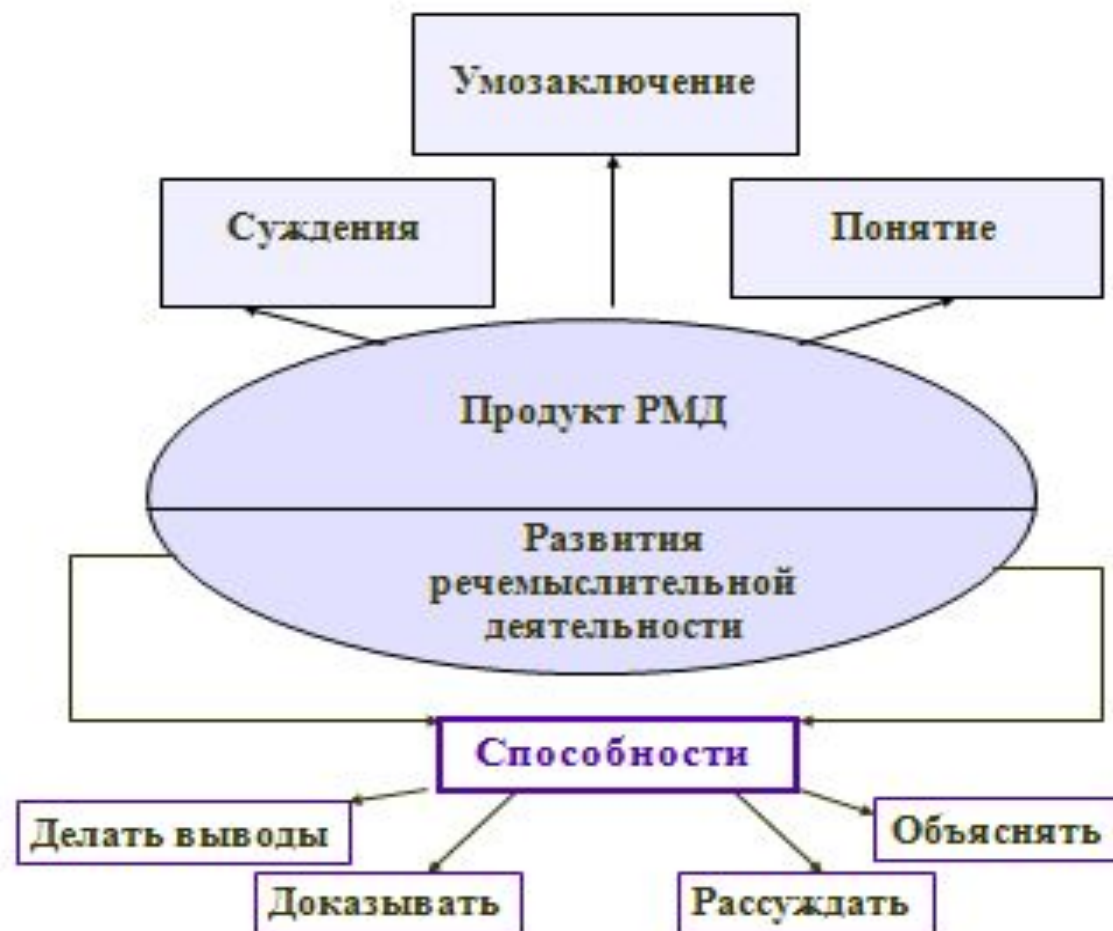 Умозаключение
Суждения
Понятие
Продукт РМД
Развития
речемыслительной
деятельности
Способности
Делать выводы
Объяснять
Доказывать
Рассуждать